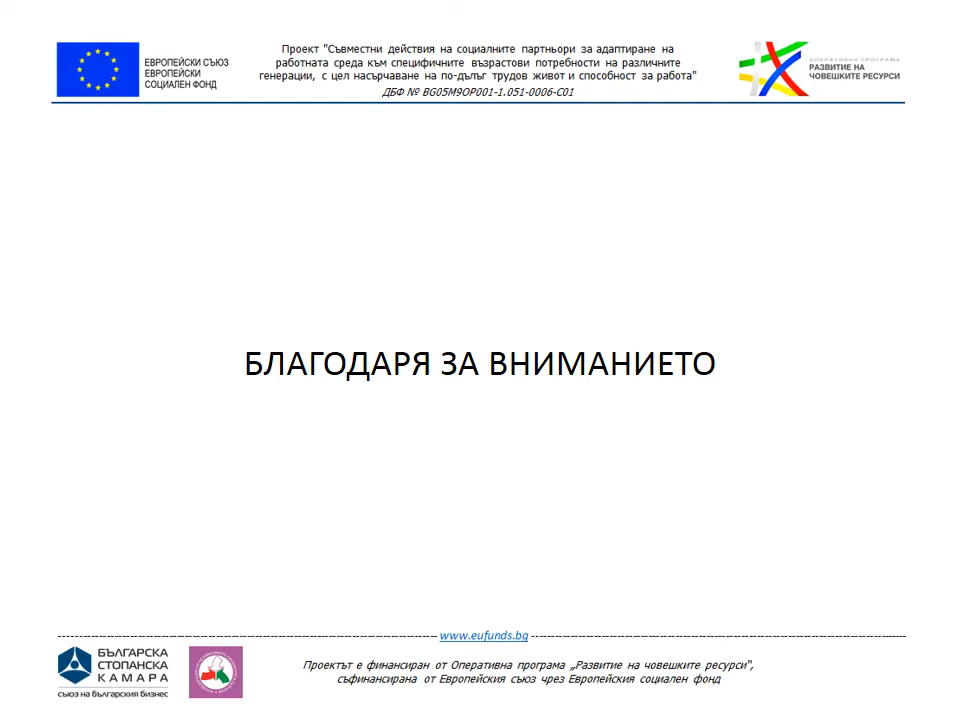 ЕВРОПЕЙСКИ СЪЮЗ
ЕВРОПЕЙСКИ
СОЦИАЛЕН ФОНД
Проект "Съвместни действия на социалните партньори за адаптиране на
работната среда към специфичните възрастови потребности на различните
генерации, с цел насърчаване на по-дълъг трудов живот и способност за работа"
ДБФ № BG05M9OP001-1.051-0006-C01
ОПЕРАТИВНА ПРОГРАМА
РАЗВИТИЕ НА
ЧОВЕШКИТЕ РЕСУРСИ
БЛАГОДАРЯ ЗА ВНИМАНИЕТО
www.eufunds.bg
БЪЛГАРСКА
СТОПАНСКА
КАМАРА
съюз на българския бизнес
Проектът е финансиран от Оперативна програма „Развитие на човешките ресурси",
съфинансирана от Европейския съюз чрез Европейския социален фонд